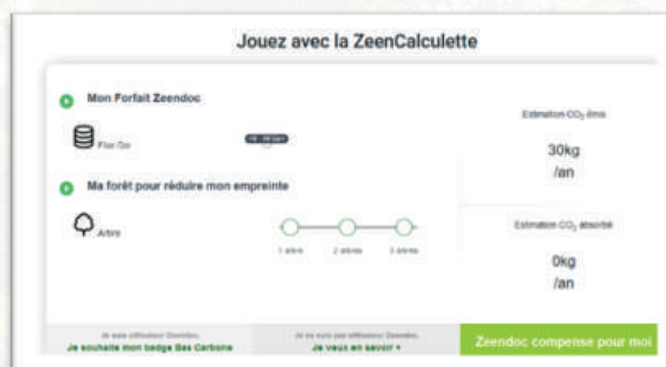 Jouez avec la ZeenCalculette
Mon Forfait Zeendoc
Flux Go
Ma forêt pour réduire mon empreinte
Arbre
1 arbre 2 arbres 3 arbres
Estimation CO₂ émis
30kg
/an
Estimation CO₂ absorbé
0kg
/an
Je suis utilisateur Zeendoc,
Je souhaite mon badge Bas Carbone
Je ne suis pas utilisateur Zeendoc,
Je veux en savoir +
Zeendoc compense pour moi